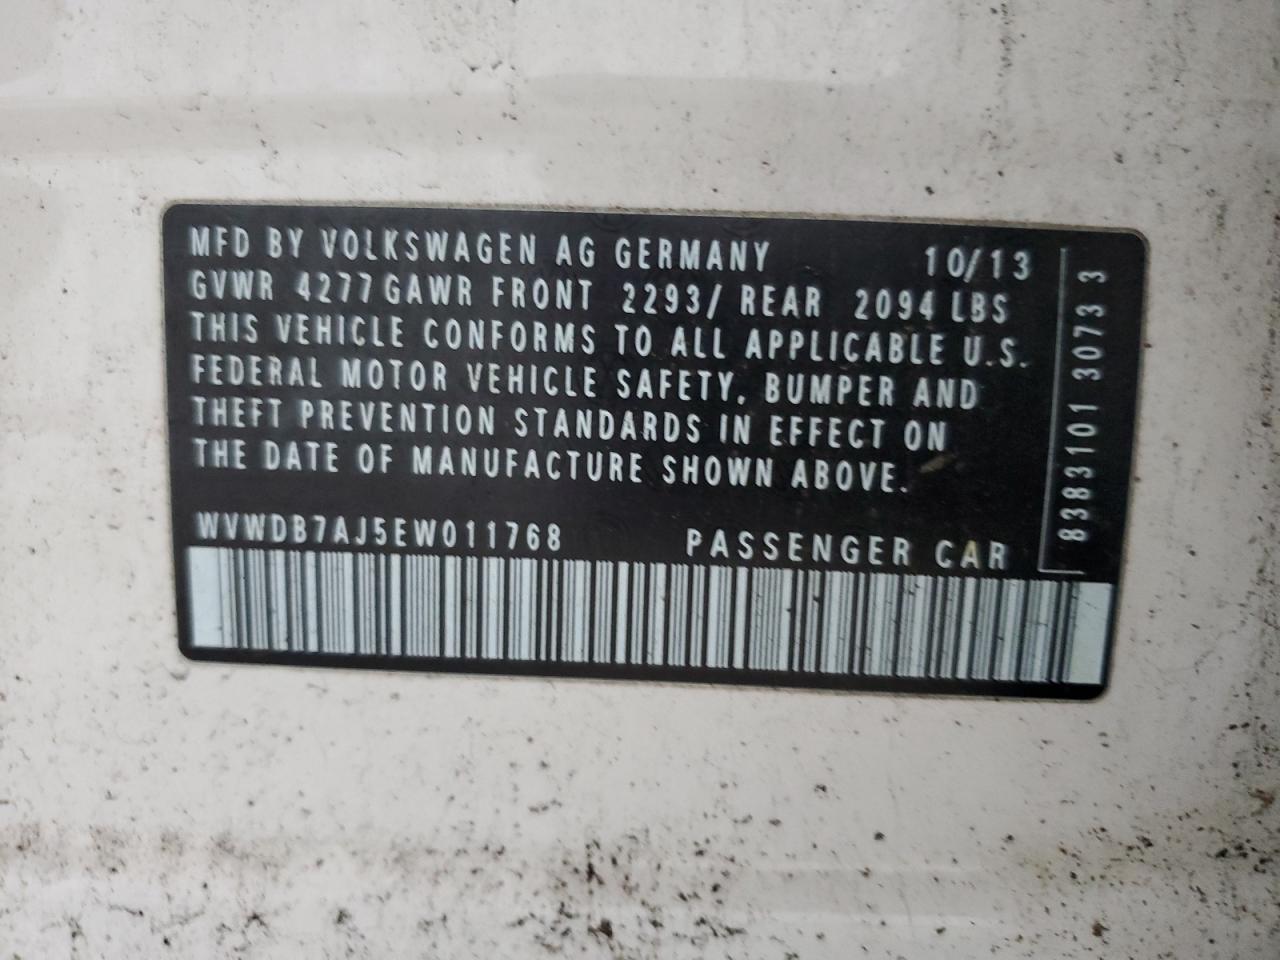 MFD BY VOLKSWAGEN AG GERMANY 10/13
GVWR 4277 GAWR FRONT 2293/ REAR 2094 LBS
THIS VEHICLE CONFORMS TO ALL APPLICABLE U.S.
FEDERAL MOTOR VEHICLE SAFETY, BUMPER AND
THEFT PREVENTION STANDARDS IN EFFECT ON
THE DATE OF MANUFACTURE SHOWN ABOVE.
WVWDB7AJ5EW011768 PASSENGER CAR
8383101 3073 3